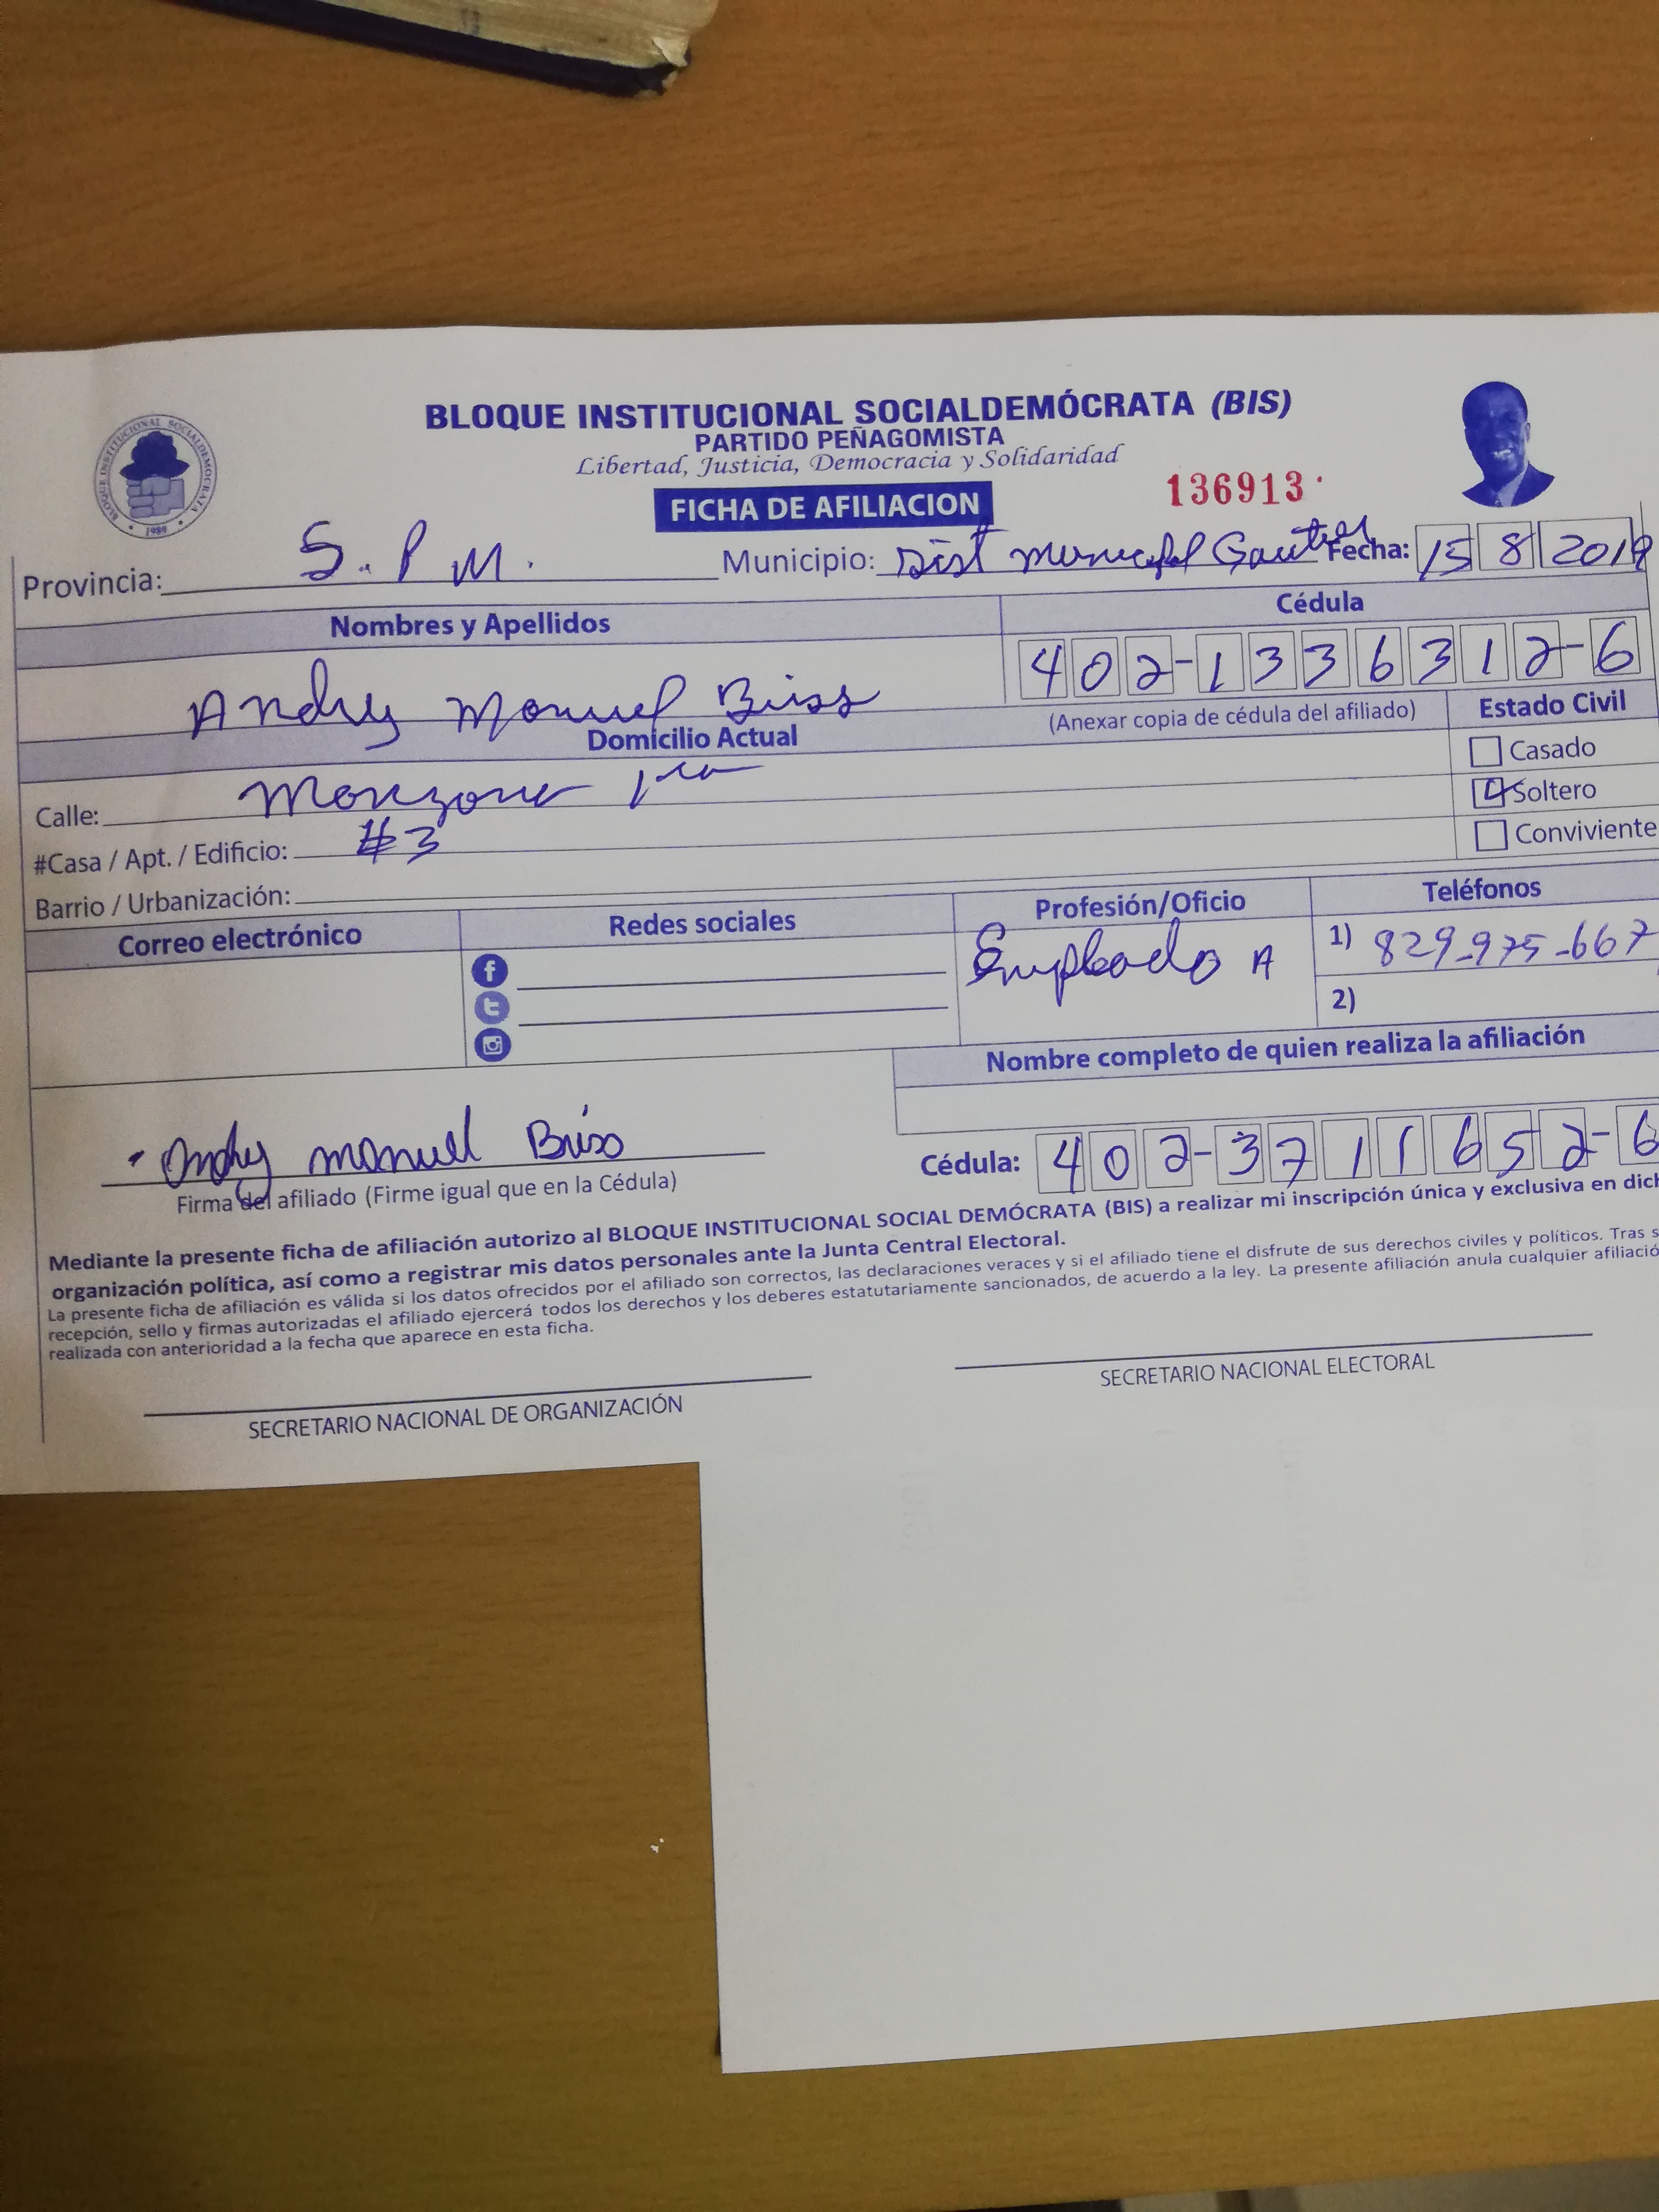 BLOQUE INSTITUCIONAL SOCIALDEMÓCRATA (BIS)
PARTIDO PEÑAGOMISTA
Libertad, Justicia, Democracia y Solidaridad
BLOQUE INSTITUCIONAL SOCIALDEMOCRATA
1989
136913
FICHA DE AFILIACION
Provincia: S. P M. Municipio: Dist Municipal Gautier Fecha: 15 8 2019
Nombres y Apellidos Cédula
Andry Manuel 402-1336312-6
(Anexar copia de cédula del afiliado) Estado Civil
Domicilio Actual
Casado
Calle: 1ra
Soltero
#Casa / Apt. / Edificio: #3
Conviviente
Barrio / Urbanización:
Correo electrónico Redes sociales Profesión/Oficio Teléfonos
Empleado A 1) 829-975-667
2)
Nombre completo de quien realiza la afiliación
Andry manuel
Cédula: 402-3711652-6
Firma del afiliado (Firme igual que en la Cédula)
Mediante la presente ficha de afiliación autorizo al BLOQUE INSTITUCIONAL SOCIAL DEMÓCRATA (BIS) a realizar mi inscripción única y exclusiva en dich
organización política, así como a registrar mis datos personales ante la Junta Central Electoral.
La presente ficha de afiliación es válida si los datos ofrecidos por el afiliado son correctos, las declaraciones veraces y si el afiliado tiene el disfrute de sus derechos civiles y políticos. Tras s
recepción, sello y firmas autorizadas el afiliado ejercerá todos los derechos y los deberes estatutariamente sancionados, de acuerdo a la ley. La presente afiliación anula cualquier afiliació
realizada con anterioridad a la fecha que aparece en esta ficha.
SECRETARIO NACIONAL DE ORGANIZACIÓN
SECRETARIO NACIONAL ELECTORAL